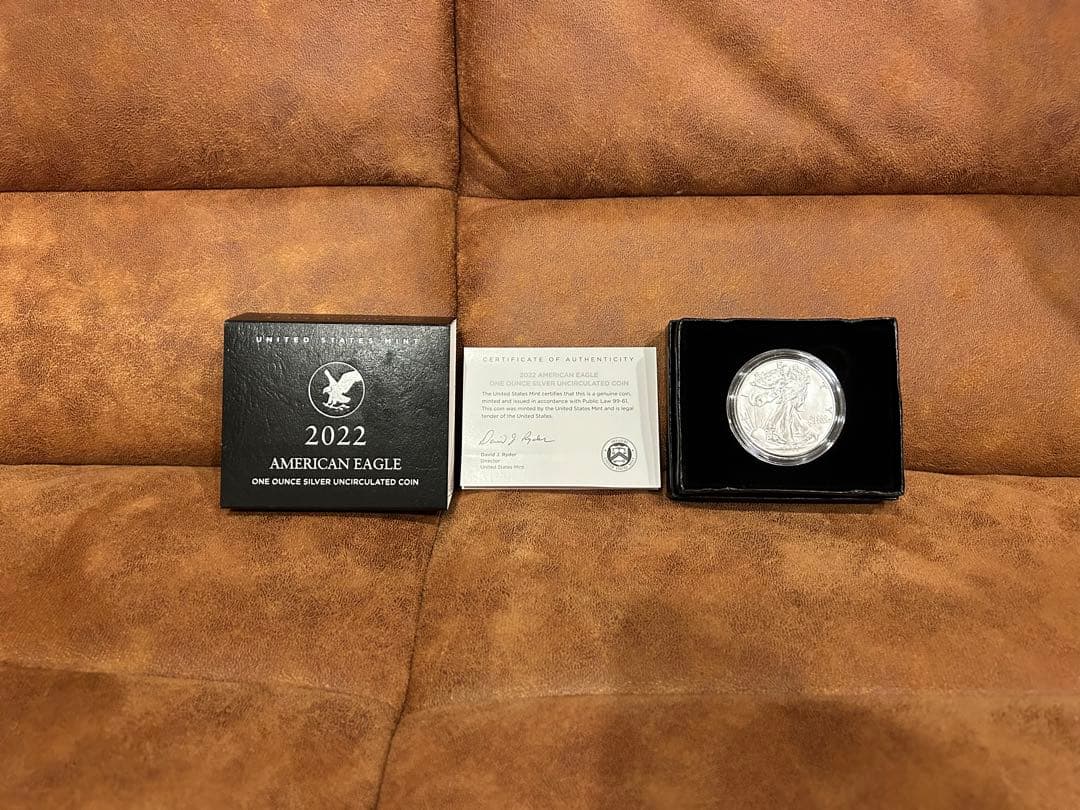 UNITED STATES MINT
2022
AMERICAN EAGLE
ONE OUNCE SILVER UNCIRCULATED COIN
CERTIFICATE OF AUTHENTICITY
2022 AMERICAN EAGLE
ONE OUNCE SILVER UNCIRCULATED COIN
The United States Mint certifies that this is a genuine coin,
minted and issued in accordance with Public Law 99-61.
This coin was minted by the United States Mint and is legal
tender of the United States.
David J. Ryder
David J. Ryder
Director
United States Mint